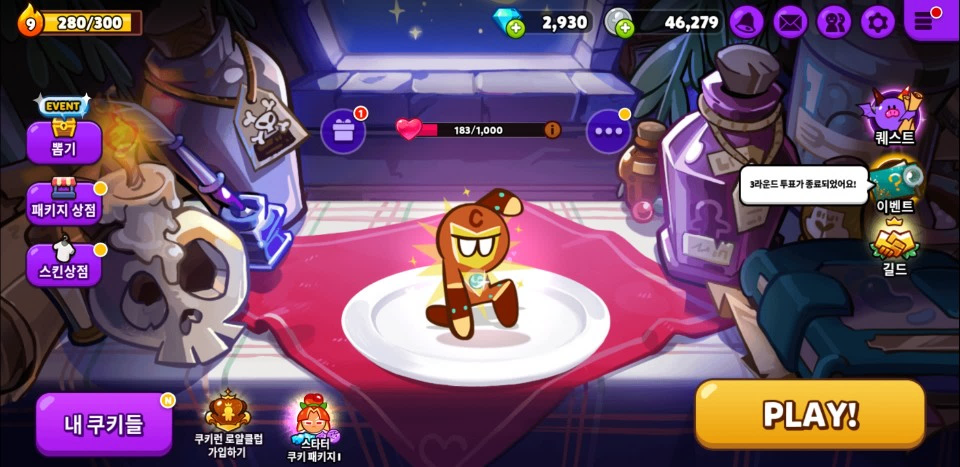 9
280/300
2,930
46,279
EVENT
뽑기
1
183/1,000
i
퀘스트
패키지 상점
3라운드 투표가 종료되었어요!
이벤트
스킨상점
길드
C
내 쿠키들
N
쿠키런 로얄클럽
가입하기
스타터
쿠키 패키지!
PLAY!